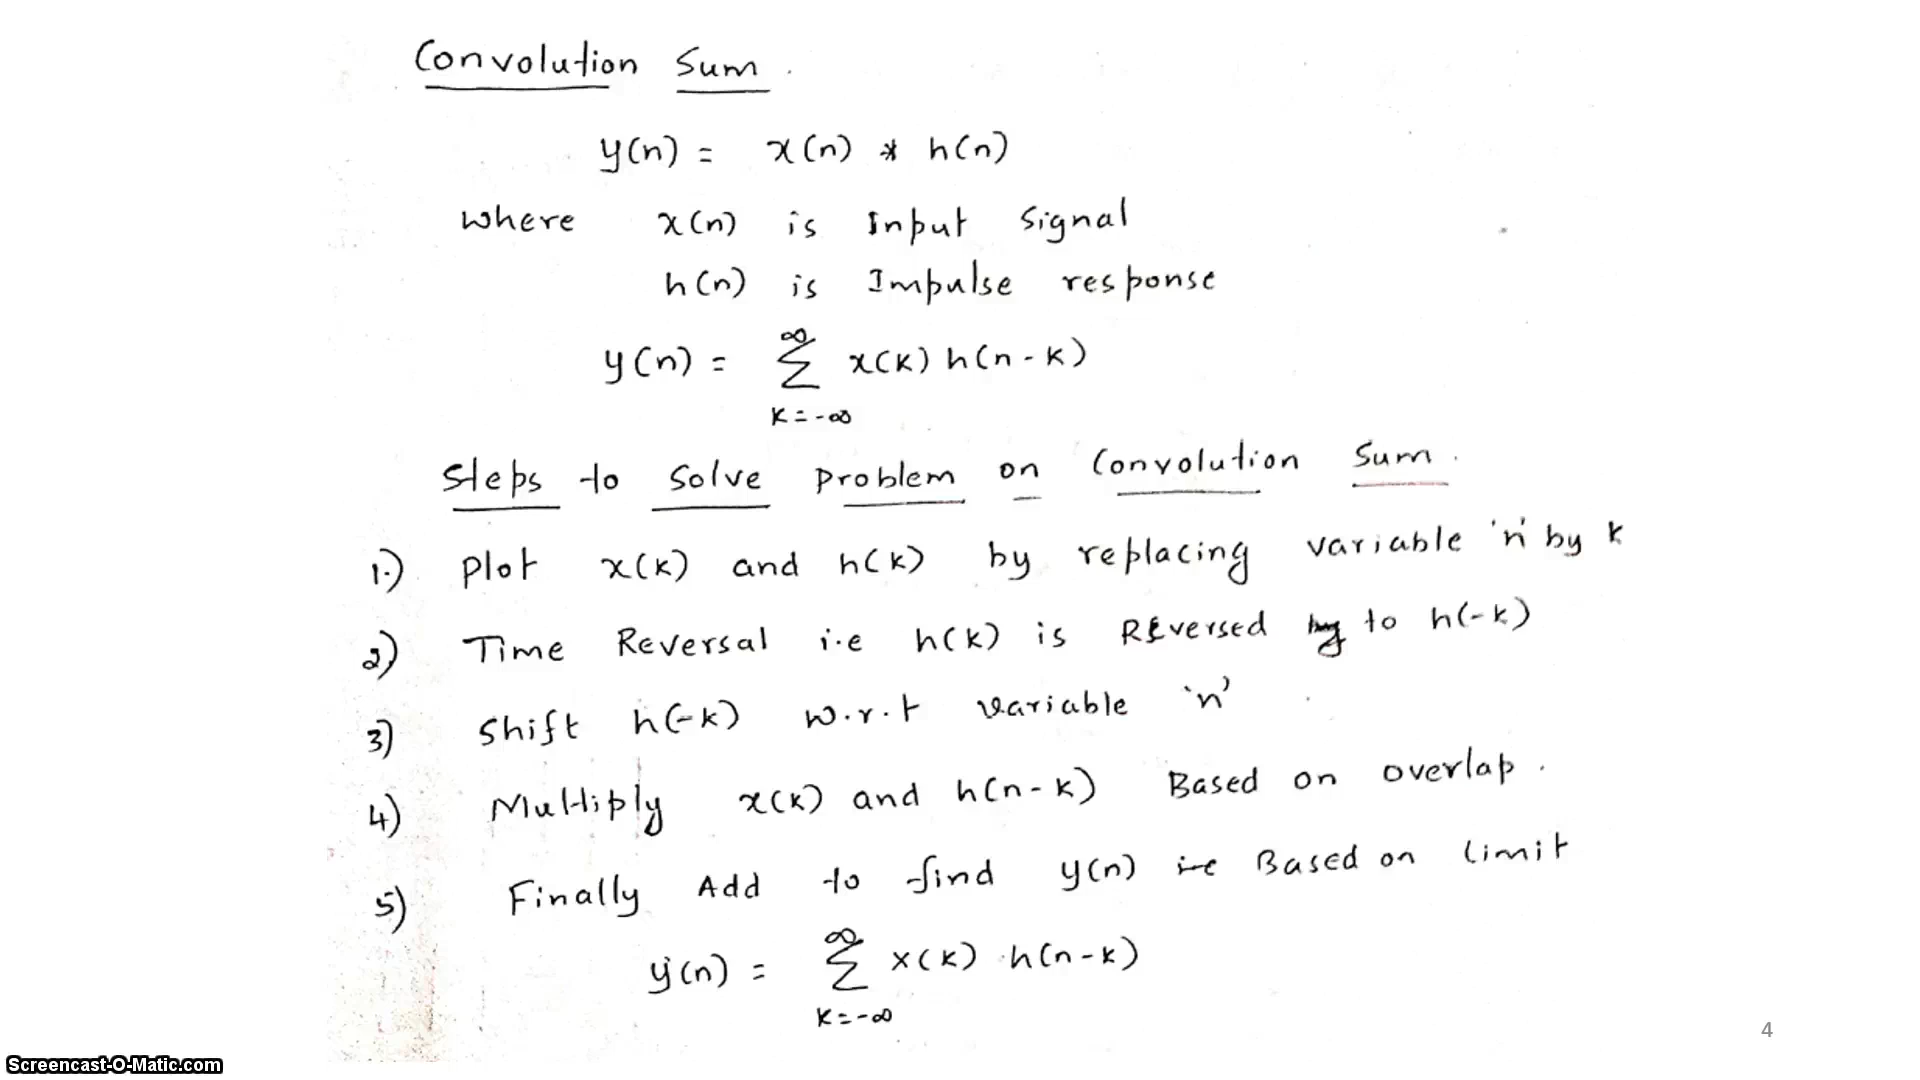 Convolution Sum.
y(n) = x(n) * h(n)
where x(n) is Input Signal
h(n) is Impulse response
y(n) = ∞ Σ k=-∞ x(k) h(n-k)
Steps to Solve Problem on Convolution Sum.
1.) Plot x(k) and h(k) by replacing variable 'n' by k
2) Time Reversal i.e h(k) is Reversed to h(-k)
3) Shift h(-k) w.r.t variable 'n'
4) Multiply x(k) and h(n-k) Based on overlap.
5) Finally Add to find y(n) i.e Based on Limit
y(n) = ∞ Σ k=-∞ x(k) . h(n-k)
4
Screencast-O-Matic.com